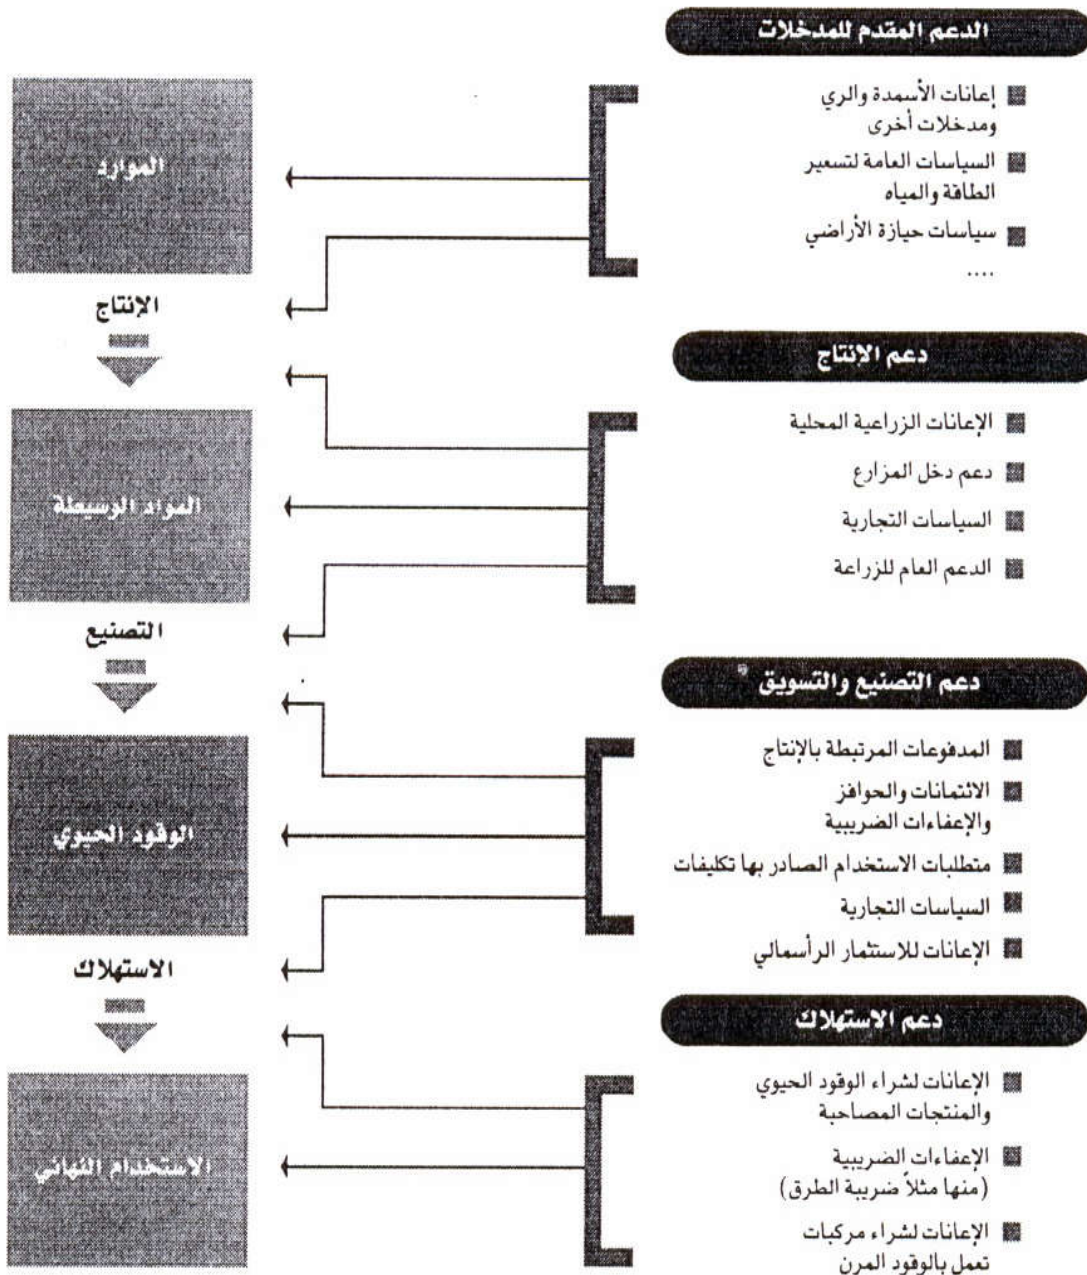 الدعم المقدم للمدخلات
إعانات الأسمدة والري
ومدخلات أخرى
السياسات العامة لتسعير
الطاقة والمياه
سياسات حيازة الأراضي
....
الموارد
الإنتاج
دعم الإنتاج
الإعانات الزراعية المحلية
دعم دخل المزارع
السياسات التجارية
الدعم العام للزراعة
المواد الوسيطة
التصنيع
دعم التصنيع والتسويق
المدفوعات المرتبطة بالإنتاج
الائتمانات والحوافز
والإعفاءات الضريبية
متطلبات الاستخدام الصادر بها تكليفات
السياسات التجارية
الإعانات للاستثمار الرأسمالي
الوقود الحيوي
الاستهلاك
دعم الاستهلاك
الإعانات لشراء الوقود الحيوي
والمنتجات المصاحبة
الإعفاءات الضريبية
(منها مثلاً ضريبة الطرق)
الإعانات لشراء مركبات
تعمل بالوقود المرن
الاستخدام النهائي